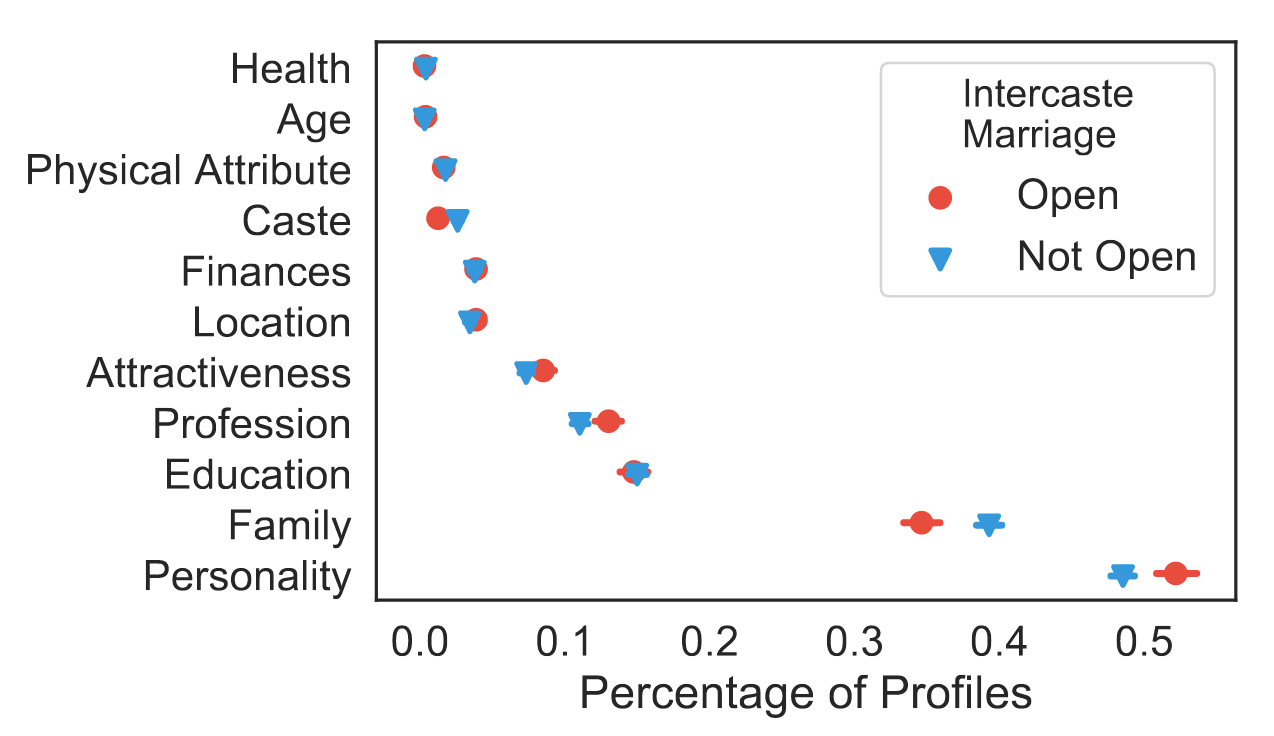 Health
Age
Physical Attribute
Caste
Finances
Location
Attractiveness
Profession
Education
Family
Personality
Intercaste
Marriage
Open
Not Open
0.0 0.1 0.2 0.3 0.4 0.5
Percentage of Profiles